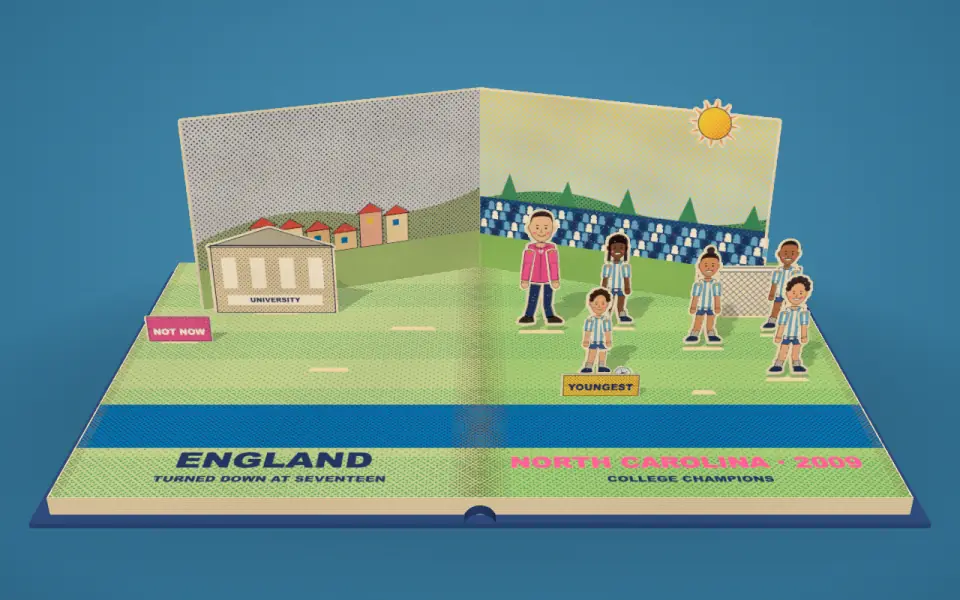 UNIVERSITY
NOT NOW
YOUNGEST
ENGLAND
TURNED DOWN AT SEVENTEEN
NORTH CAROLINA · 2009
COLLEGE CHAMPIONS